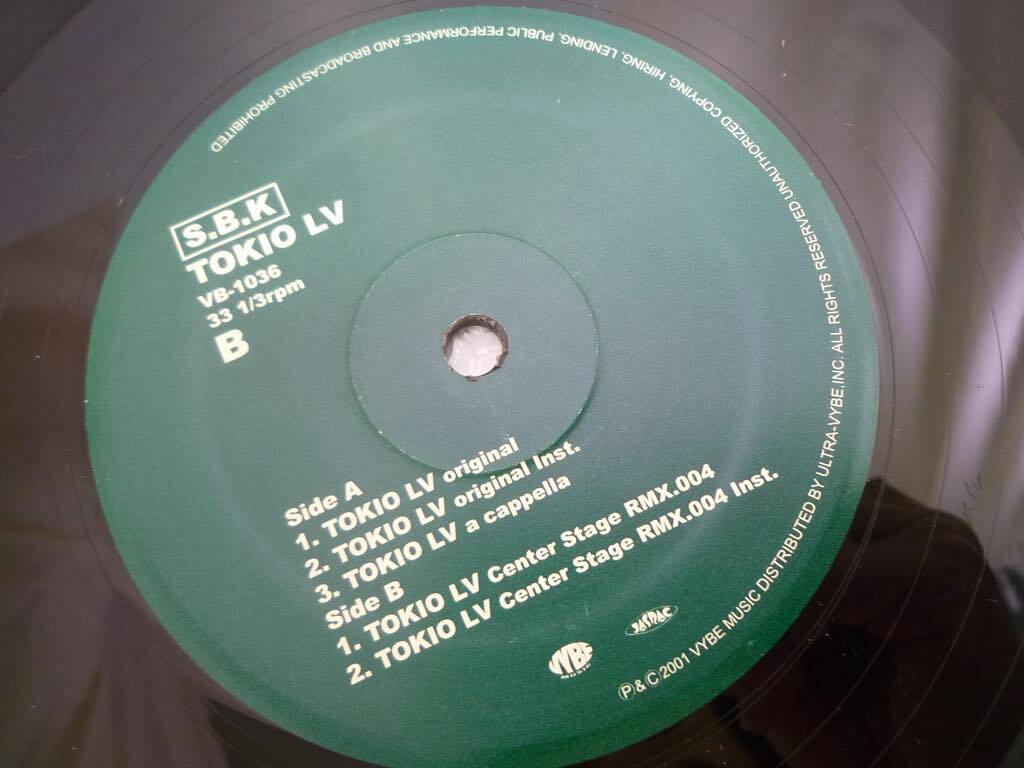 S.B.K
TOKIO LV
VB-1036
33 1/3rpm
B
Side A
1. TOKIO LV original
2. TOKIO LV original Inst.
3. TOKIO LV a cappella
Side B
1. TOKIO LV Center Stage RMX.004
2. TOKIO LV Center Stage RMX.004 Inst.
VYBE
JASRAC
Ⓟ&Ⓒ2001 VYBE MUSIC DISTRIBUTED BY ULTRA-VYBE,INC. ALL RIGHTS RESERVED UNAUTHORIZED COPYING, HIRING, LENDING, PUBLIC PERFORMANCE AND BROADCASTING PROHIBITED